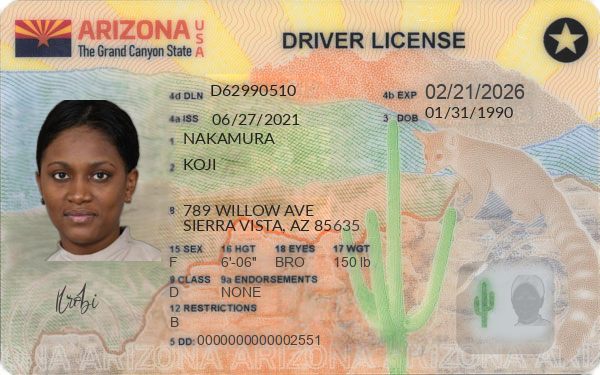 ARIZONA USA
The Grand Canyon State
DRIVER LICENSE
4d DLN D62990510
4b EXP 02/21/2026
4a ISS 06/27/2021
3 DOB 01/31/1990
1 NAKAMURA
2 KOJI
8 789 WILLOW AVE
SIERRA VISTA, AZ 85635
15 SEX 16 HGT 18 EYES 17 WGT
F 6'-06" BRO 150 lb
9 CLASS 9a ENDORSEMENTS
D NONE
12 RESTRICTIONS
B
5 DD: 0000000000002551
ARIZONA ARIZONA ARIZONA ARIZONA